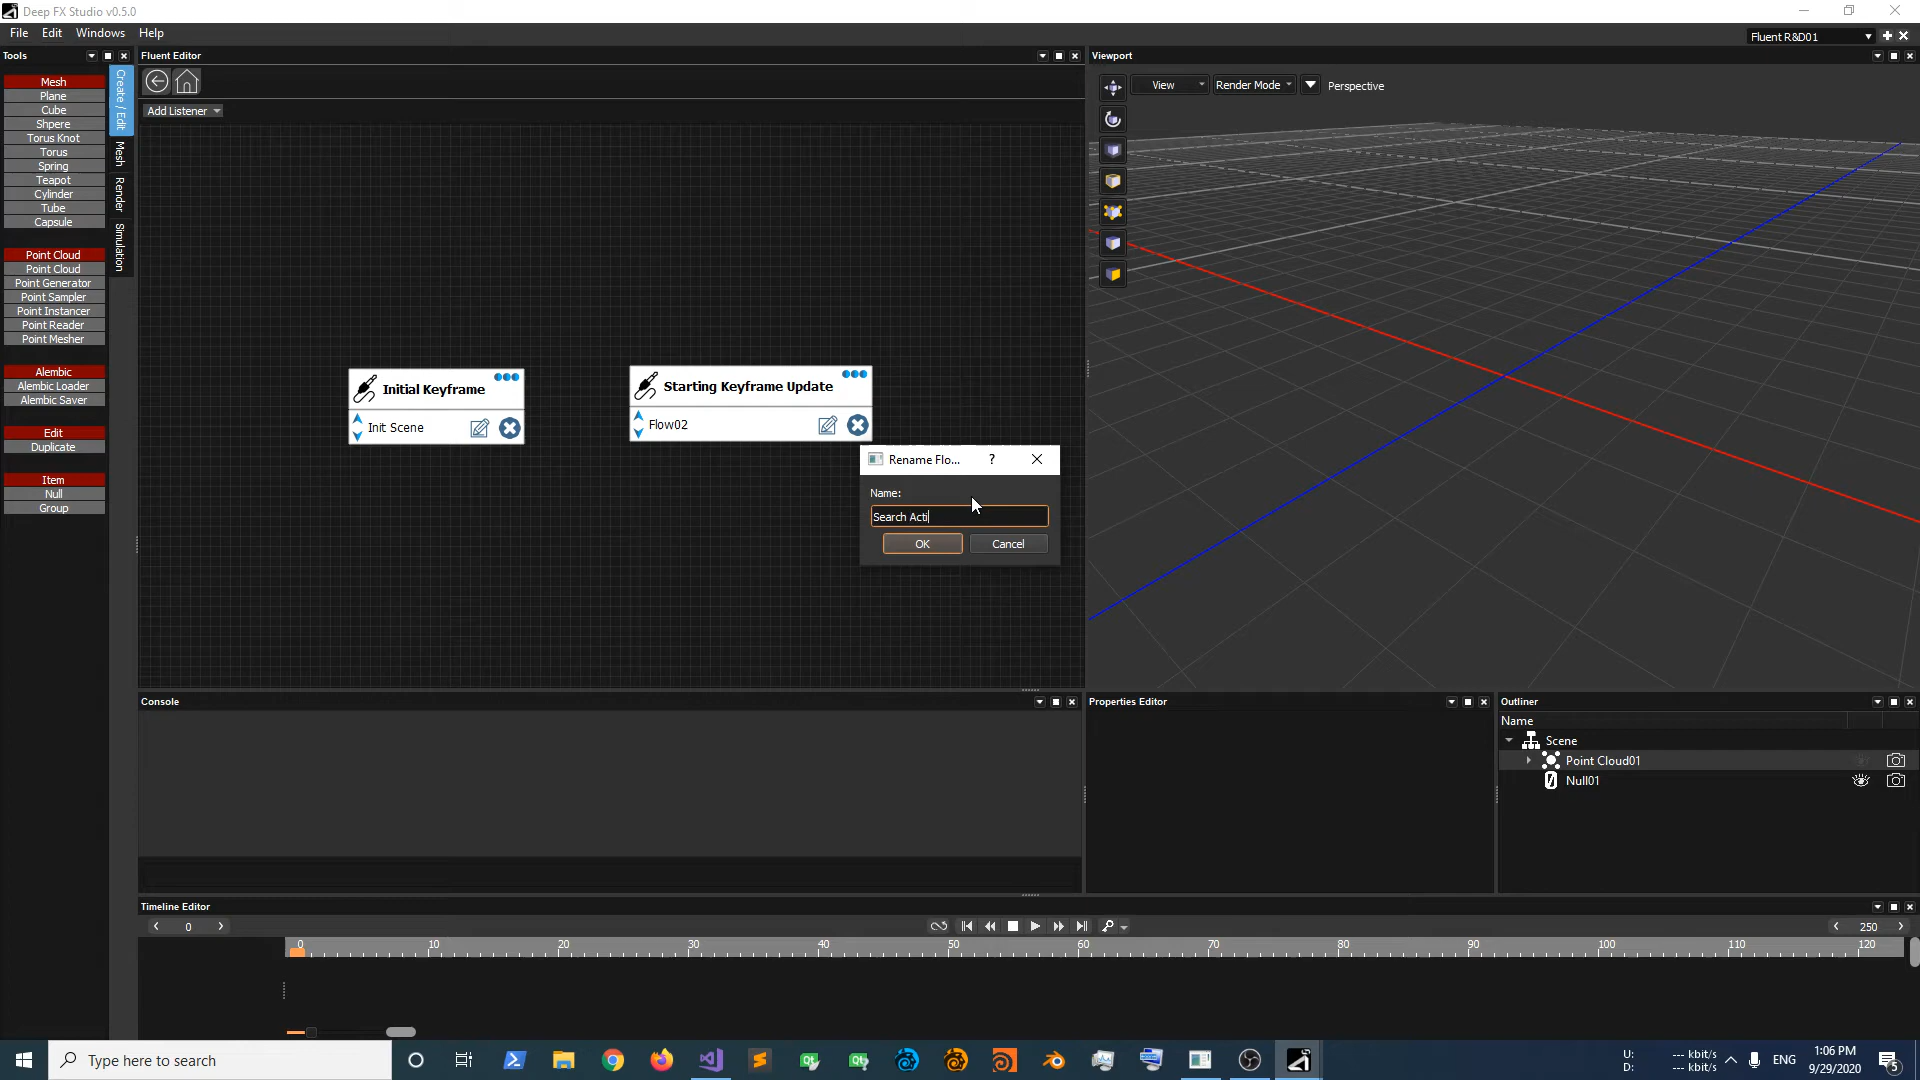 Deep FX Studio v0.5.0
File Edit Windows Help
Fluent R&D01
Tools
Fluent Editor
Viewport
Mesh
Plane
Cube
Shpere
Torus Knot
Torus
Spring
Teapot
Cylinder
Tube
Capsule
Point Cloud
Point Cloud
Point Generator
Point Sampler
Point Instancer
Point Reader
Point Mesher
Alembic
Alembic Loader
Alembic Saver
Edit
Duplicate
Item
Null
Group
Create / Edit
Mesh
Render
Simulation
Add Listener
View
Render Mode
Perspective
Initial Keyframe
Init Scene
Starting Keyframe Update
Flow02
Rename Flo...
?
Name:
Search Acti
OK
Cancel
Console
Properties Editor
Outliner
Name
Scene
Point Cloud01
Null01
Timeline Editor
0
250
0 10 20 30 40 50 60 70 80 90 100 110 120
Type here to search
U: --- kbit/s
D: --- kbit/s
ENG
1:06 PM
9/29/2020
5